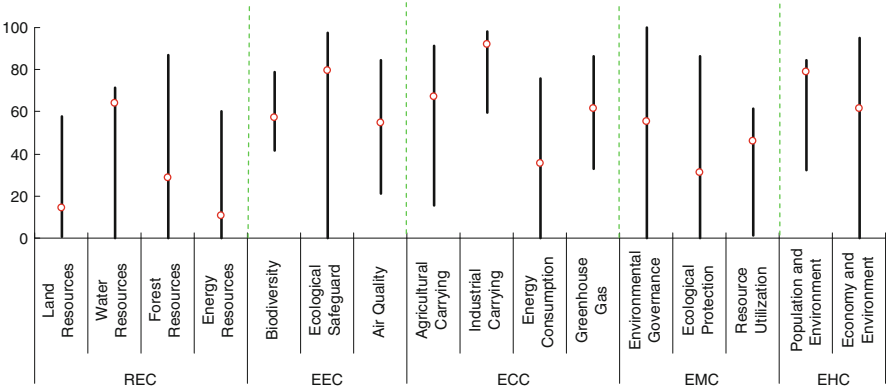 100
80
60
40
20
0
Land
Resources
Water
Resources
Forest
Resources
Energy
Resources
Biodiversity
Ecological
Safeguard
Air Quality
Agricultural
Carrying
Industrial
Carrying
Energy
Consumption
Greenhouse
Gas
Environmental
Governance
Ecological
Protection
Resource
Utilization
Population and
Environment
Economy and
Environment
REC
EEC
ECC
EMC
EHC